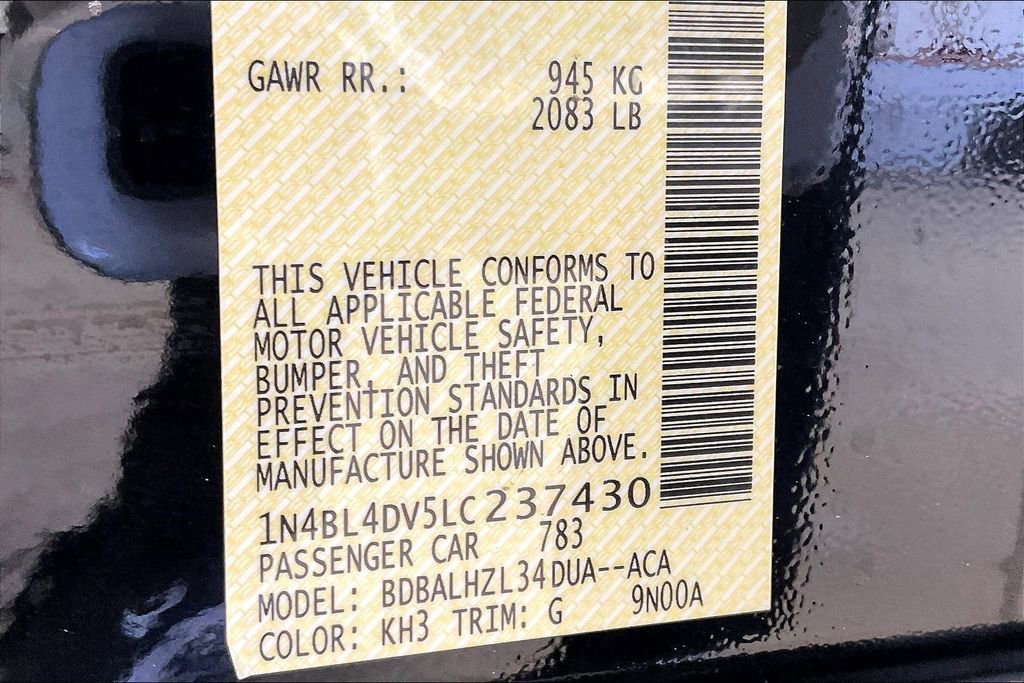 GAWR RR.: 945 KG
2083 LB
THIS VEHICLE CONFORMS TO
ALL APPLICABLE FEDERAL
MOTOR VEHICLE SAFETY,
BUMPER, AND THEFT
PREVENTION STANDARDS IN
EFFECT ON THE DATE OF
MANUFACTURE SHOWN ABOVE.
1N4BL4DV5LC237430
PASSENGER CAR 783
MODEL: BDBALHZL34DUA--ACA
COLOR: KH3 TRIM: G 9N00A